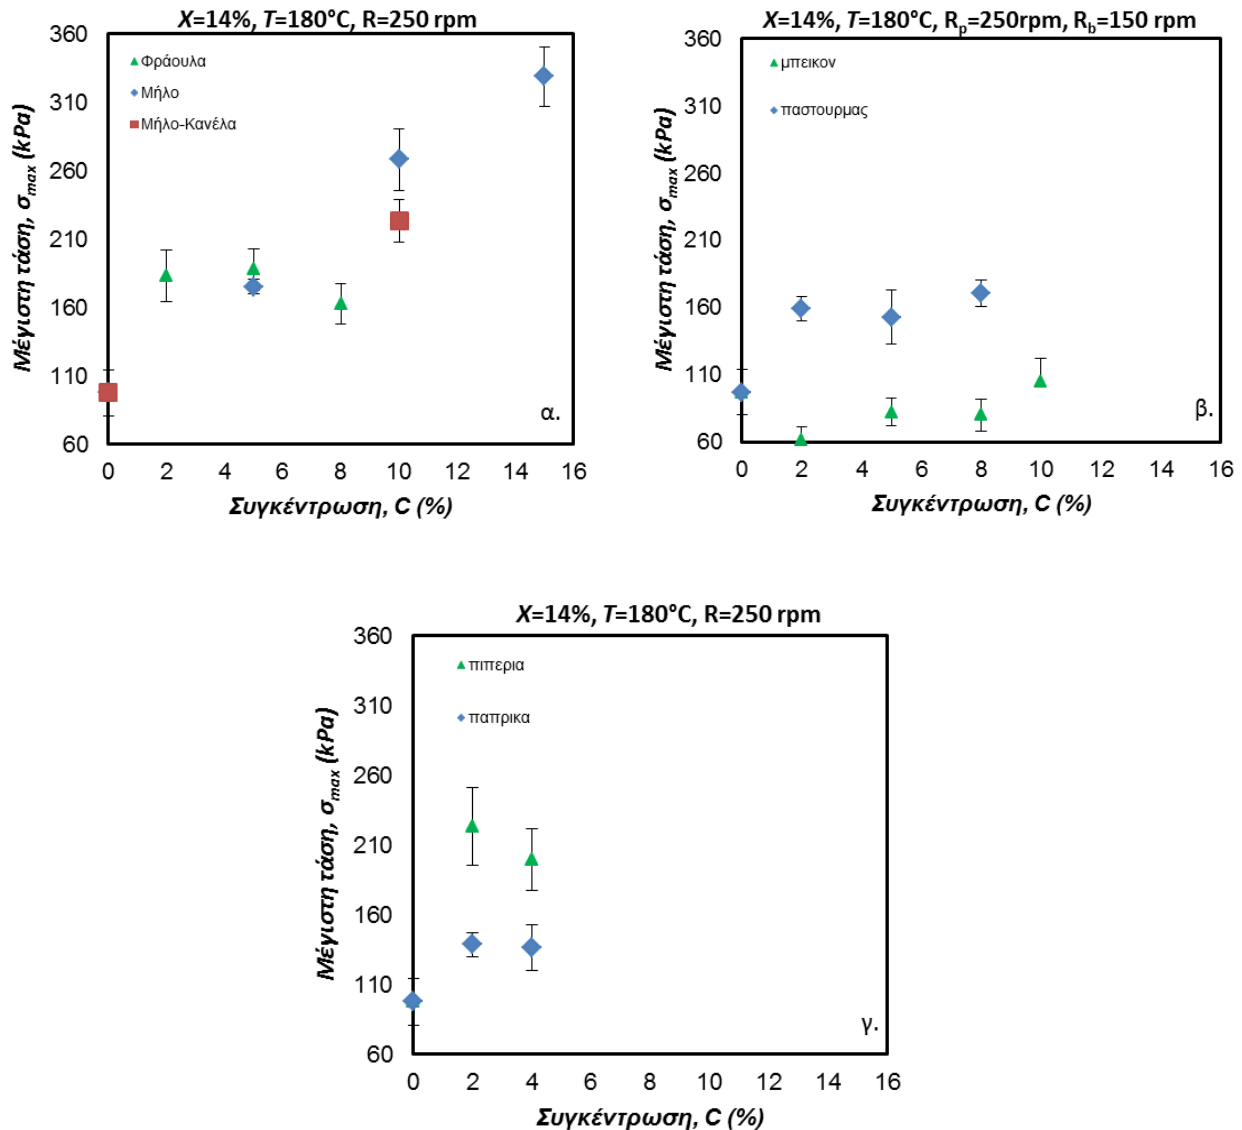 X=14%, T=180°C, R=250 rpm
360
310
260
210
160
110
60
Μέγιστη τάση, σmax (kPa)
Φράουλα
Μήλο
Μήλο-Κανέλα
α.
0 2 4 6 8 10 12 14 16
Συγκέντρωση, C (%)
X=14%, T=180°C, Rp=250rpm, Rb=150 rpm
360
310
260
210
160
110
60
Μέγιστη τάση, σmax (kPa)
μπεικον
παστουρμας
β.
0 2 4 6 8 10 12 14 16
Συγκέντρωση, C (%)
X=14%, T=180°C, R=250 rpm
360
310
260
210
160
110
60
Μέγιστη τάση, σmax (kPa)
πιπερια
παπρικα
γ.
0 2 4 6 8 10 12 14 16
Συγκέντρωση, C (%)